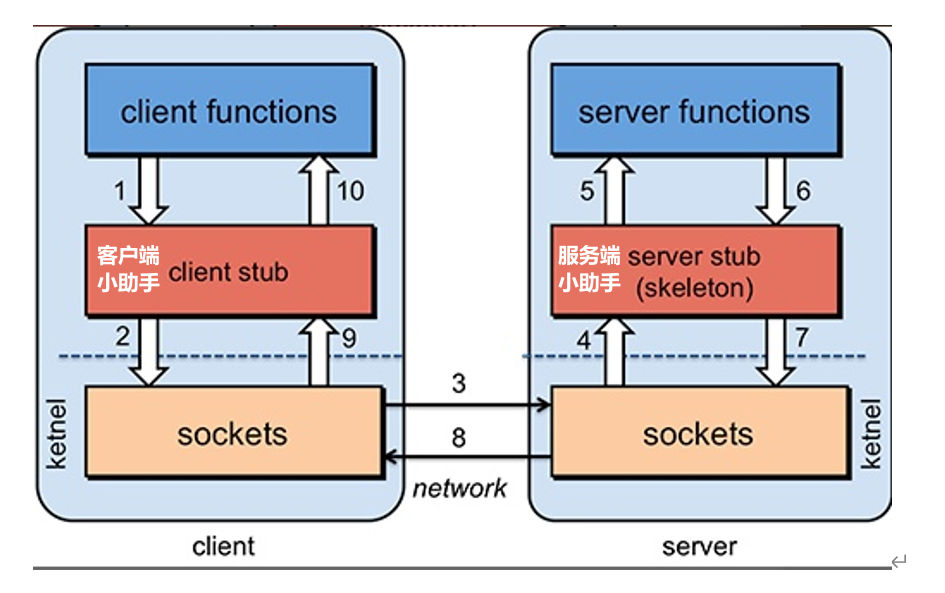 client functions
server functions
1
10
5
6
客户端
小助手
client stub
服务端
小助手
server stub
(skeleton)
2
9
4
7
3
8
ketnel
sockets
sockets
ketnel
network
client
server